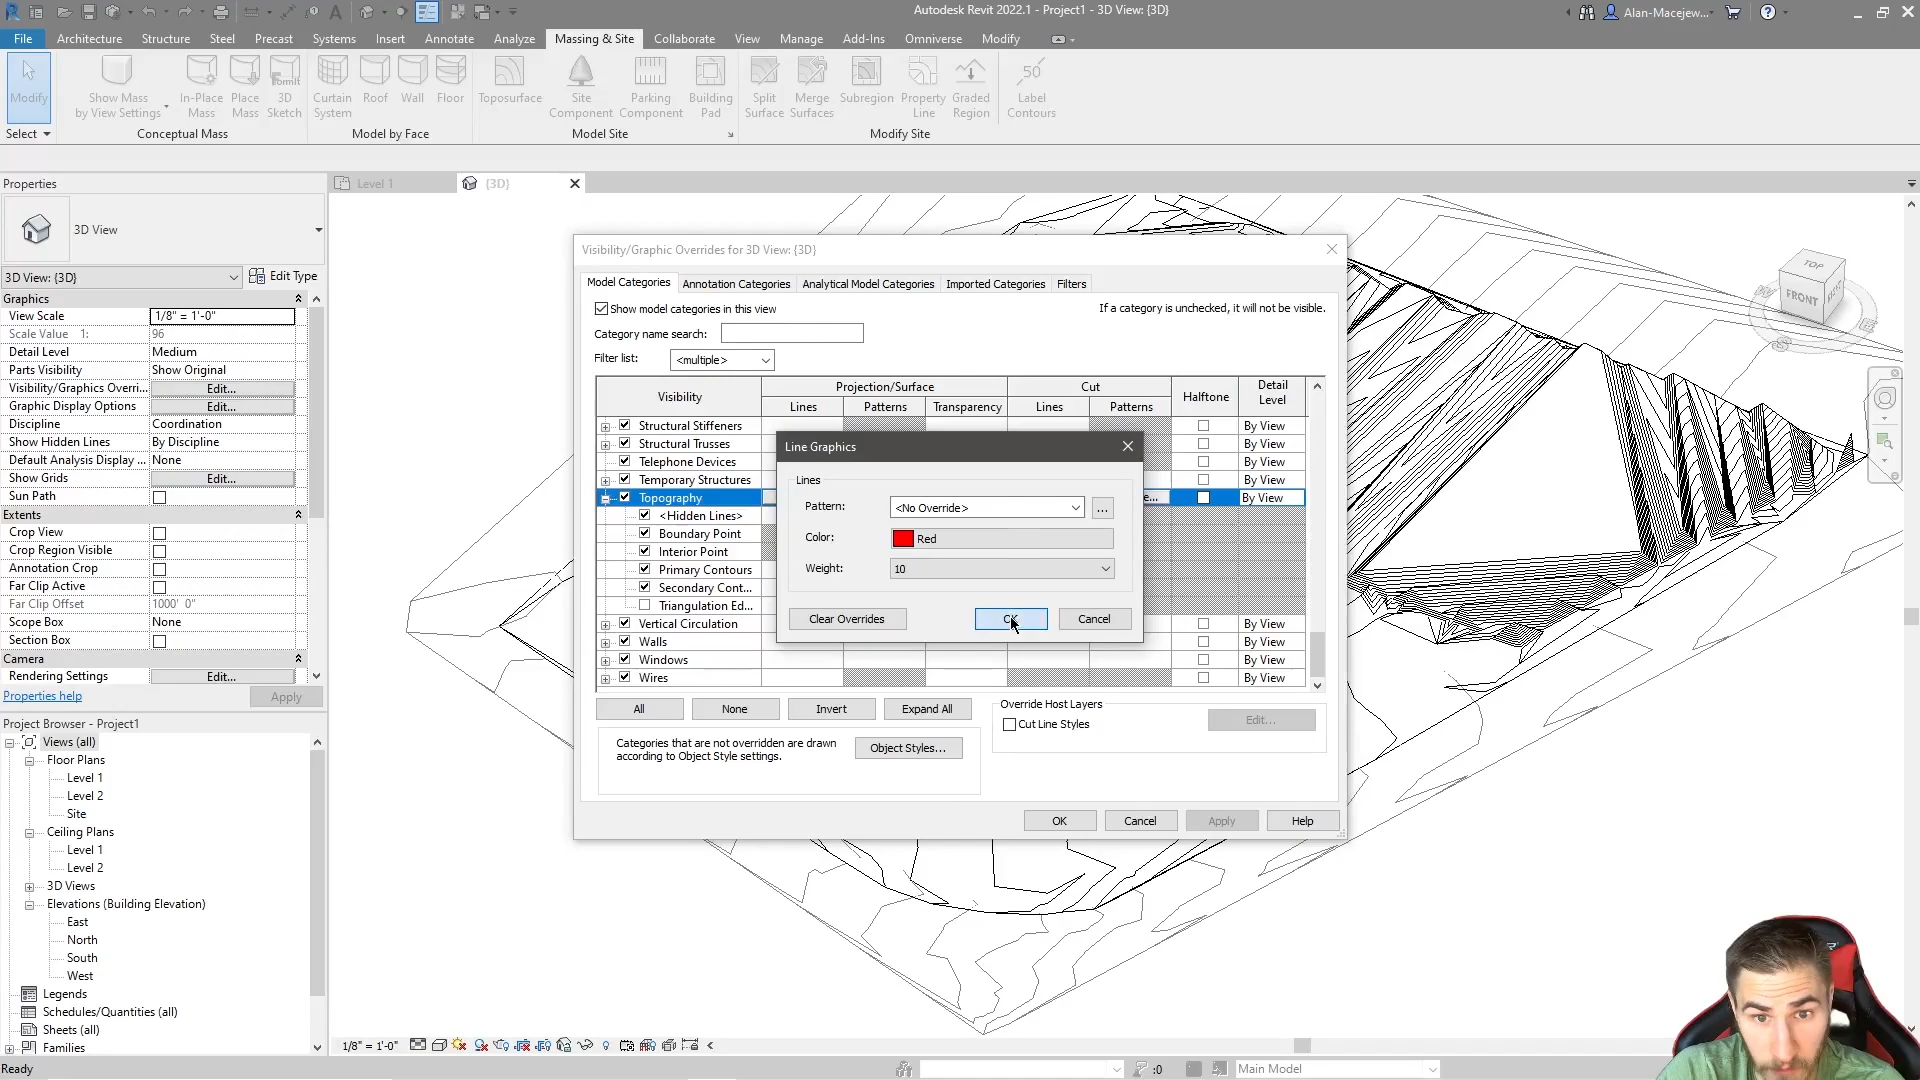 Autodesk Revit 2022.1 - Project1 - 3D View: {3D}
Alan-Macejew...
File Architecture Structure Steel Precast Systems Insert Annotate Analyze Massing & Site Collaborate View Manage Add-Ins Omniverse Modify
Modify
Show Mass
by View Settings
In-Place
Mass
Place
Mass
3D
Sketch
Curtain
System
Roof
Wall
Floor
Toposurface
Site
Component
Parking
Component
Building
Pad
Split
Surface
Merge
Surfaces
Subregion
Property
Line
Graded
Region
50
Label
Contours
Select
Conceptual Mass
Model by Face
Model Site
Modify Site
Properties
Level 1
{3D}
3D View
3D View: {3D}
Edit Type
Graphics
View Scale 1/8" = 1'-0"
Scale Value 1: 96
Detail Level Medium
Parts Visibility Show Original
Visibility/Graphics Overri... Edit...
Graphic Display Options Edit...
Discipline Coordination
Show Hidden Lines By Discipline
Default Analysis Display ... None
Show Grids Edit...
Sun Path
Extents
Crop View
Crop Region Visible
Annotation Crop
Far Clip Active
Far Clip Offset 1000' 0"
Scope Box None
Section Box
Camera
Rendering Settings Edit...
Properties help
Apply
Project Browser - Project1
Views (all)
Floor Plans
Level 1
Level 2
Site
Ceiling Plans
Level 1
Level 2
3D Views
Elevations (Building Elevation)
East
North
South
West
Legends
Schedules/Quantities (all)
Sheets (all)
Families
Visibility/Graphic Overrides for 3D View: {3D}
Model Categories Annotation Categories Analytical Model Categories Imported Categories Filters
Show model categories in this view
If a category is unchecked, it will not be visible.
Category name search:
Filter list: <multiple>
Visibility
Projection/Surface
Cut
Halftone
Detail
Level
Lines Patterns Transparency Lines Patterns
Structural Stiffeners By View
Structural Trusses By View
Telephone Devices By View
Temporary Structures By View
Topography e... By View
<Hidden Lines>
Boundary Point
Interior Point
Primary Contours
Secondary Cont...
Triangulation Ed...
Vertical Circulation By View
Walls By View
Windows By View
Wires By View
Line Graphics
Lines
Pattern: <No Override> ...
Color: Red
Weight: 10
Clear Overrides OK Cancel
All None Invert Expand All
Override Host Layers
Cut Line Styles
Edit...
Categories that are not overridden are drawn
according to Object Style settings.
Object Styles...
OK Cancel Apply Help
TOP
FRONT
1/8" = 1'-0"
Ready
:0
Main Model